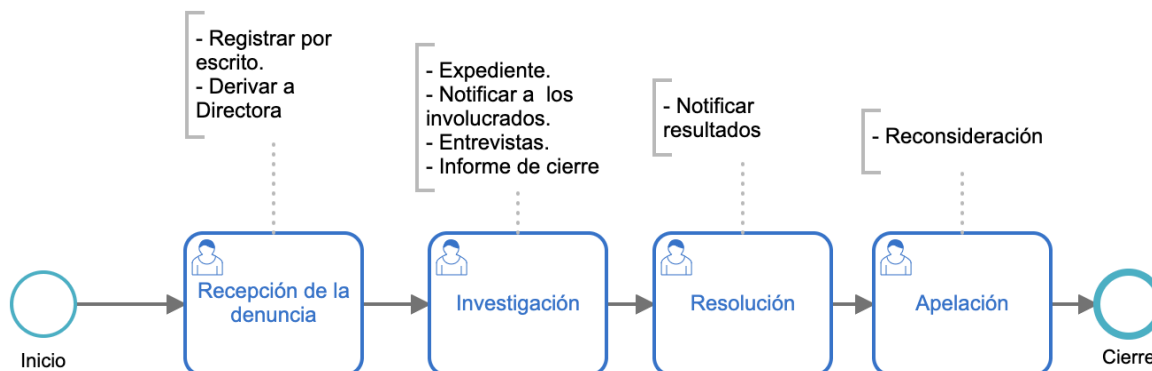 - Registrar por
escrito.
- Derivar a
Directora
- Expediente.
- Notificar a  los
involucrados.
- Entrevistas.
- Informe de cierre
- Notificar
resultados
- Reconsideración
Inicio
Recepción de la
denuncia
Investigación
Resolución
Apelación
Cierre